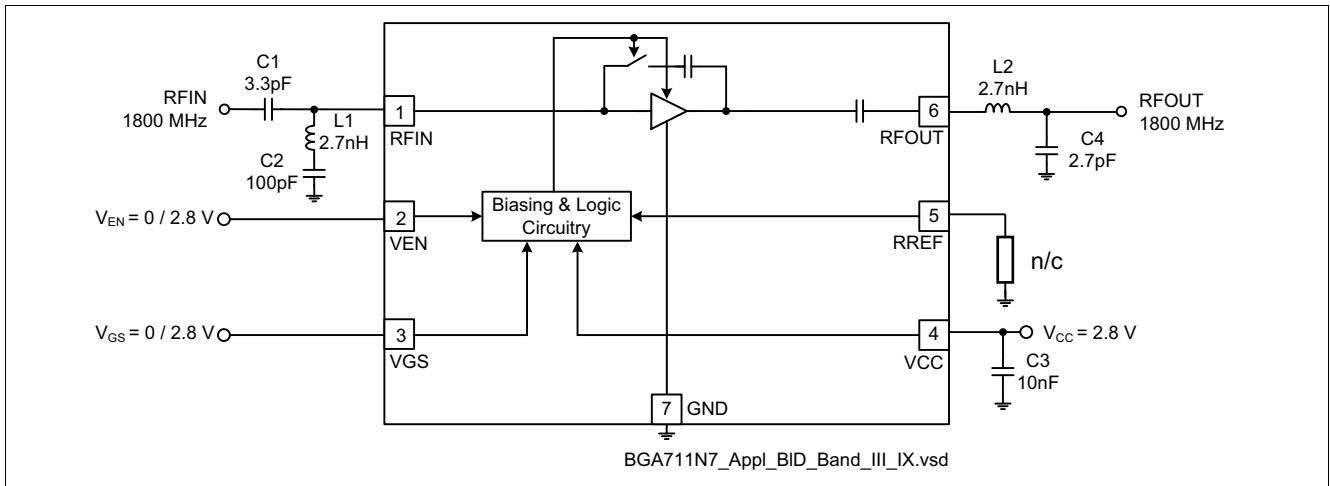 C1
3.3pF
RFIN
1800 MHz
L1
2.7nH
C2
100pF
1
RFIN
6
RFOUT
L2
2.7nH
RFOUT
1800 MHz
C4
2.7pF
V_EN = 0 / 2.8 V
2
VEN
Biasing & Logic
Circuitry
5
RREF
n/c
V_GS = 0 / 2.8 V
3
VGS
4
VCC
V_CC = 2.8 V
C3
10nF
7
GND
BGA711N7_Appl_BlD_Band_III_IX.vsd